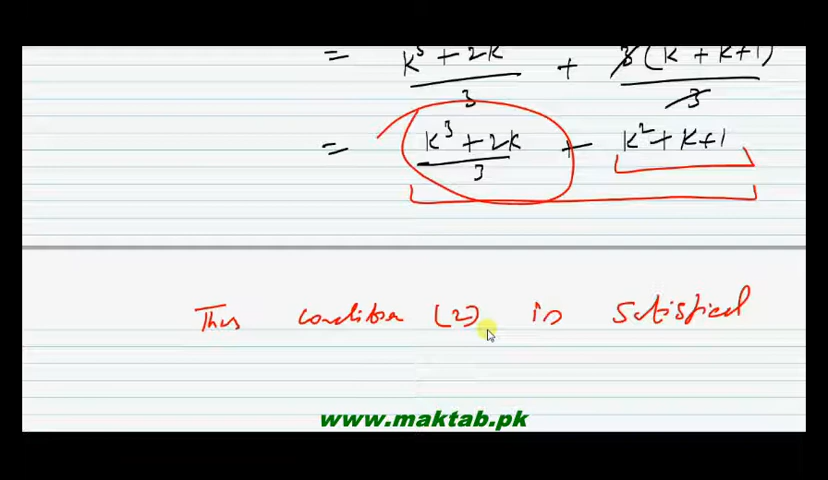 = k³ + 2k / 3 + 3(k + k+1) / 3
= k³ + 2k / 3 + k² + k+1
Thus condition (2) is satisfied
www.maktab.pk